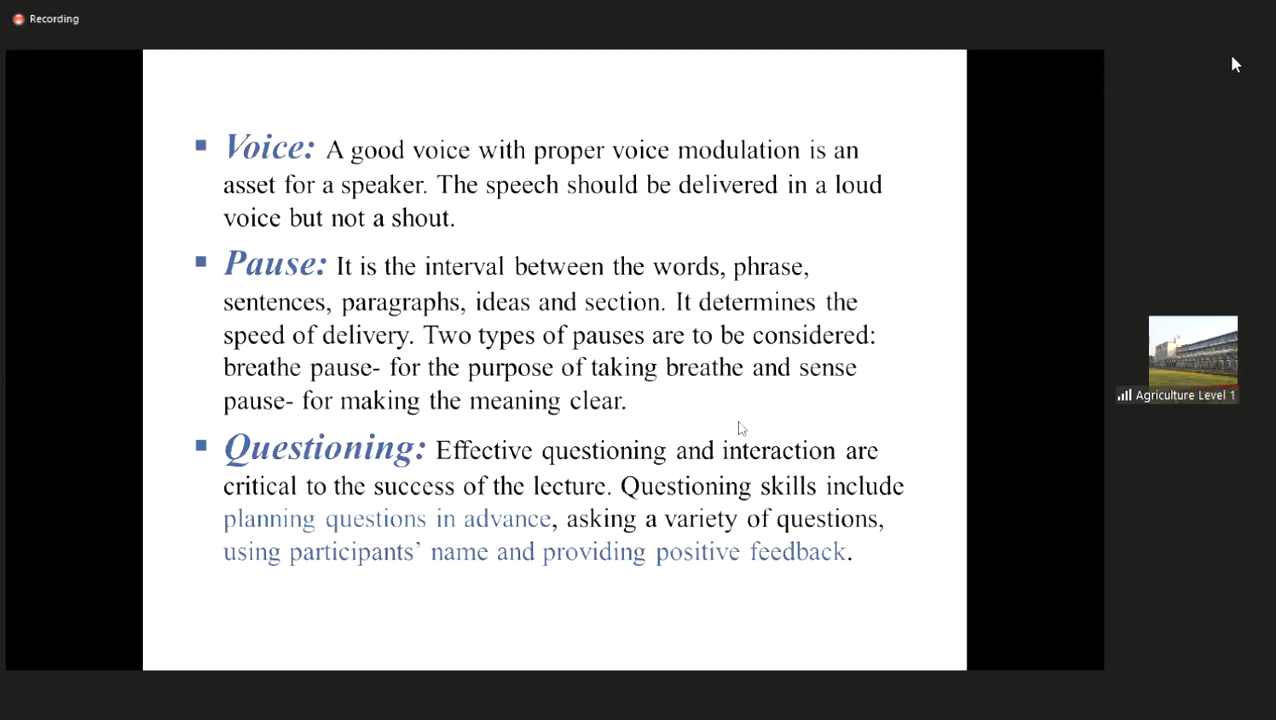 Recording
Voice: A good voice with proper voice modulation is an
asset for a speaker. The speech should be delivered in a loud
voice but not a shout.
Pause: It is the interval between the words, phrase,
sentences, paragraphs, ideas and section. It determines the
speed of delivery. Two types of pauses are to be considered:
breathe pause- for the purpose of taking breathe and sense
pause- for making the meaning clear.
Questioning: Effective questioning and interaction are
critical to the success of the lecture. Questioning skills include
planning questions in advance, asking a variety of questions,
using participants’ name and providing positive feedback.
Agriculture Level 1